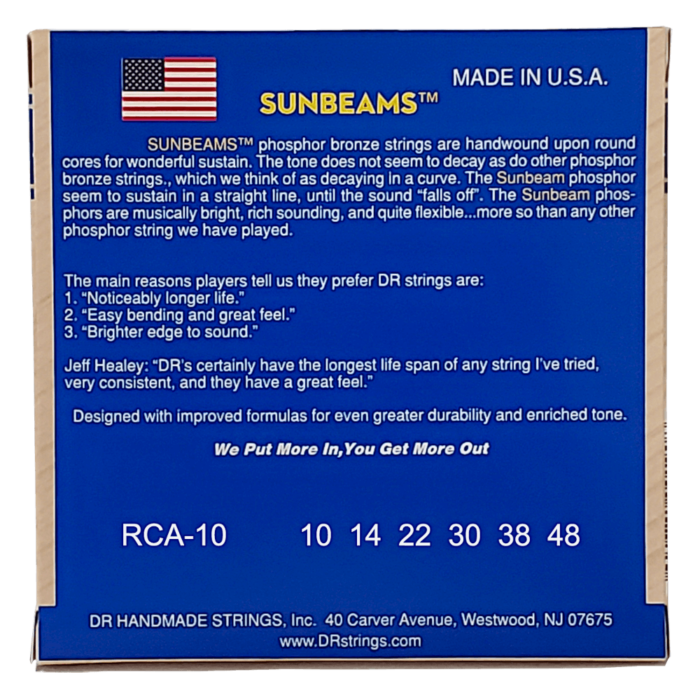 MADE IN U.S.A.
SUNBEAMS™
SUNBEAMS™ phosphor bronze strings are handwound upon round
cores for wonderful sustain. The tone does not seem to decay as do other phosphor
bronze strings., which we think of as decaying in a curve. The Sunbeam phosphor
seem to sustain in a straight line, until the sound “falls off”. The Sunbeam phos-
phors are musically bright, rich sounding, and quite flexible...more so than any other
phosphor string we have played.
The main reasons players tell us they prefer DR strings are:
1. “Noticeably longer life.”
2. “Easy bending and great feel.”
3. “Brighter edge to sound.”
Jeff Healey: “DR's certainly have the longest life span of any string I've tried,
very consistent, and they have a great feel.”
Designed with improved formulas for even greater durability and enriched tone.
We Put More In,You Get More Out
RCA-10 10 14 22 30 38 48
DR HANDMADE STRINGS, Inc. 40 Carver Avenue, Westwood, NJ 07675
www.DRstrings.com